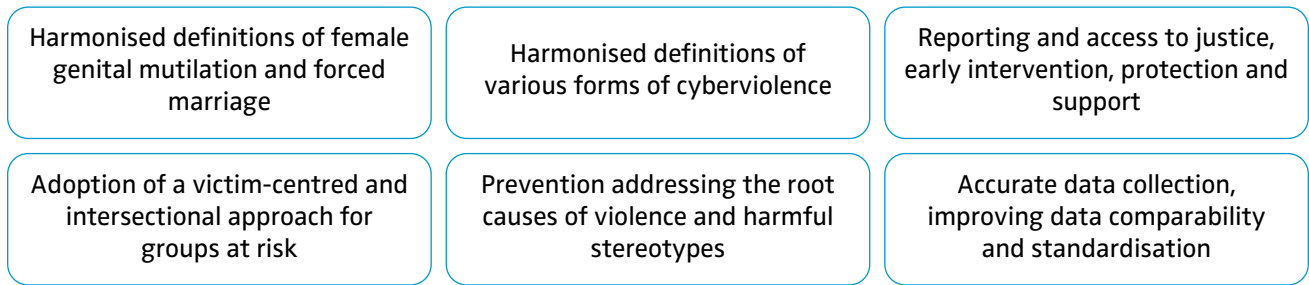 Harmonised definitions of female
genital mutilation and forced
marriage
Harmonised definitions of
various forms of cyberviolence
Reporting and access to justice,
early intervention, protection and
support
Adoption of a victim-centred and
intersectional approach for
groups at risk
Prevention addressing the root
causes of violence and harmful
stereotypes
Accurate data collection,
improving data comparability
and standardisation